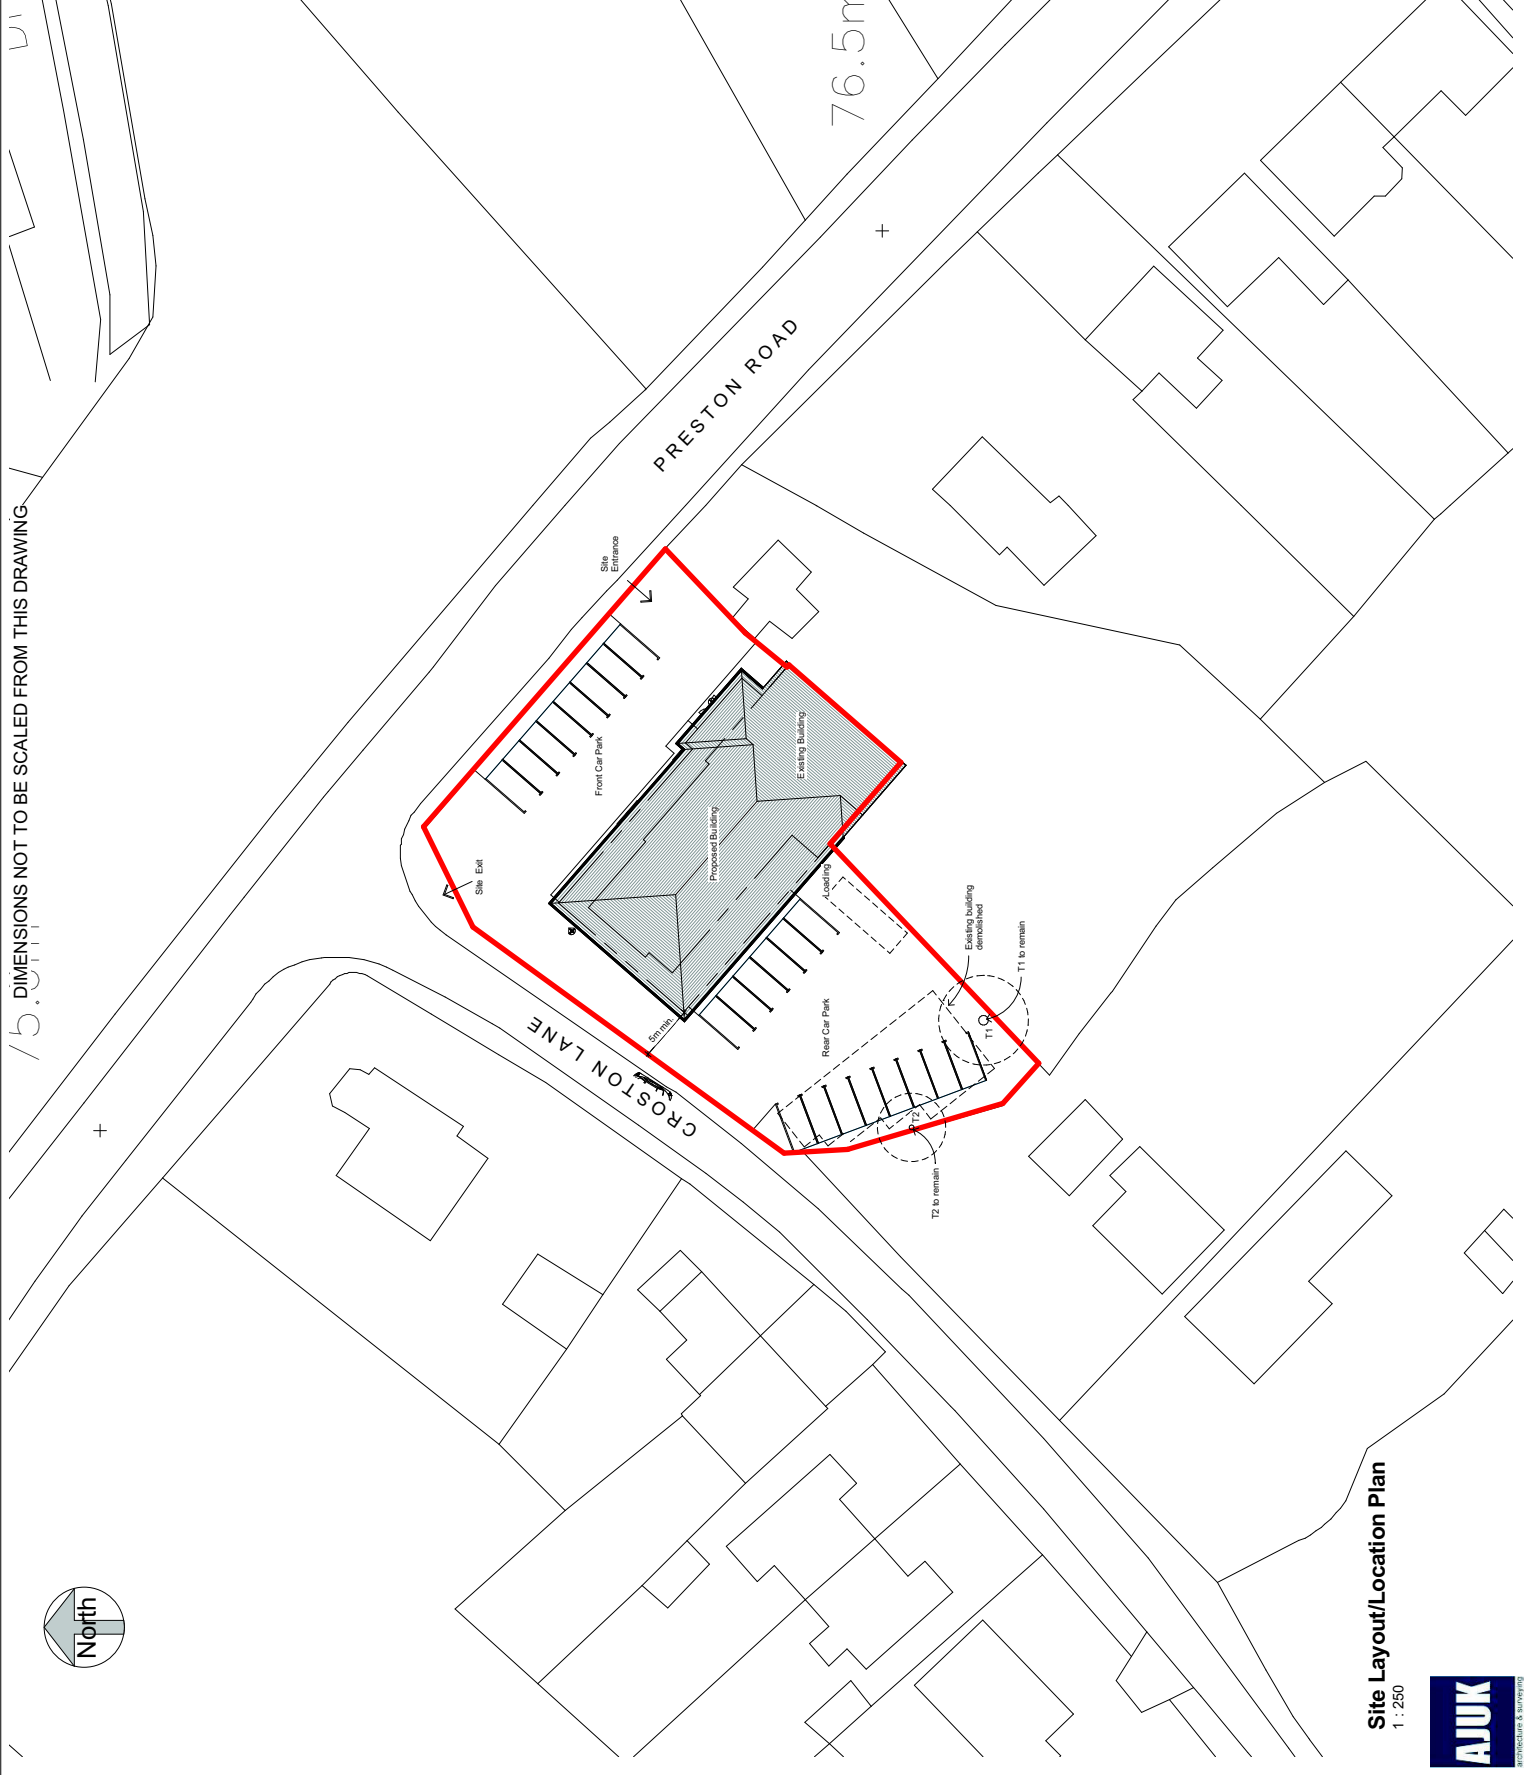 DIMENSIONS NOT TO BE SCALED FROM THIS DRAWING
76.5m
PRESTON ROAD
Site
Entrance
Front Car Park
Existing Building
Proposed Building
Site Exit
Loading
5m min.
CROSTON LANE
Rear Car Park
Existing building
demolished
T1 to remain
T1
T2
T2 to remain
North
Site Layout/Location Plan
1 : 250
AJUK
architecture & surveying